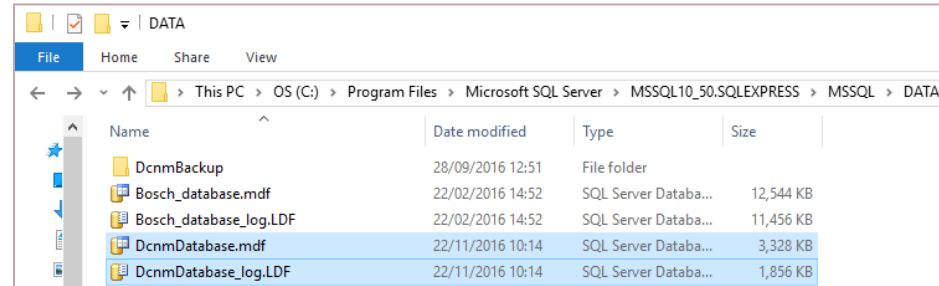 DATA
File Home Share View
This PC > OS (C:) > Program Files > Microsoft SQL Server > MSSQL10_50.SQLEXPRESS > MSSQL > DATA
Name Date modified Type Size
DcnmBackup 28/09/2016 12:51 File folder
Bosch_database.mdf 22/02/2016 14:52 SQL Server Databa... 12,544 KB
Bosch_database_log.LDF 22/02/2016 14:52 SQL Server Databa... 11,456 KB
DcnmDatabase.mdf 22/11/2016 10:14 SQL Server Databa... 3,328 KB
DcnmDatabase_log.LDF 22/11/2016 10:14 SQL Server Databa... 1,856 KB